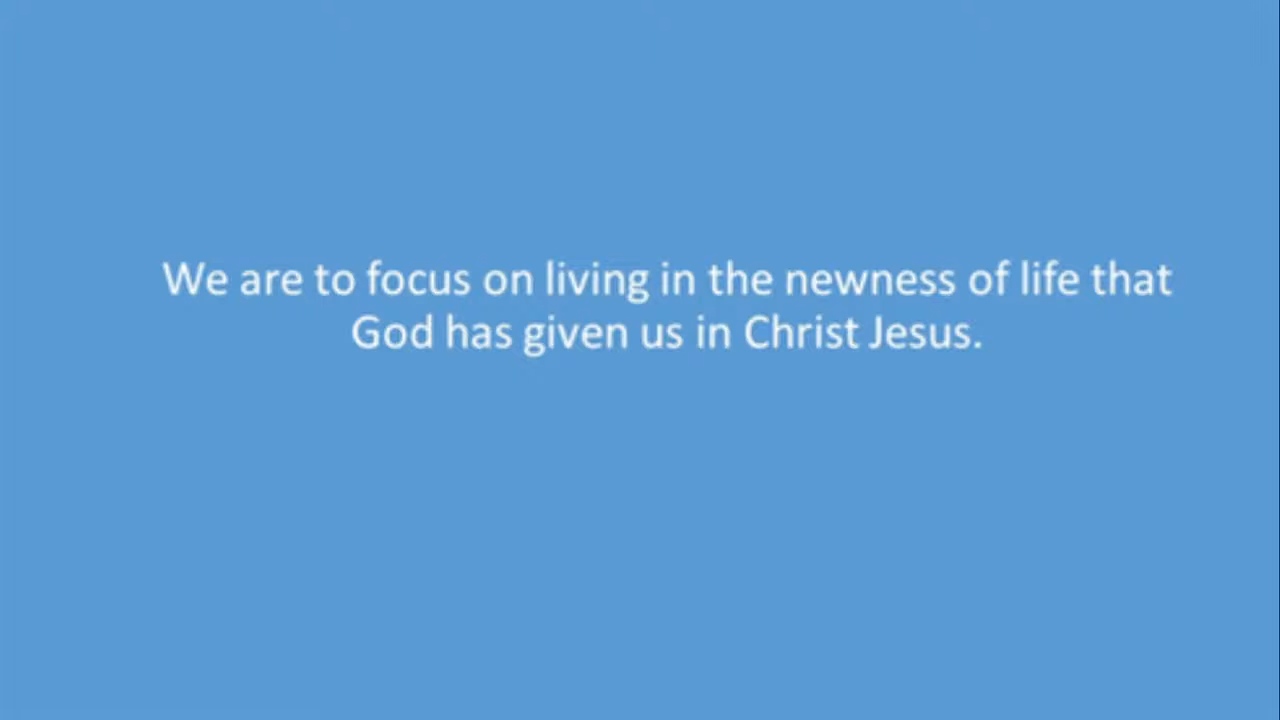 We are to focus on living in the newness of life that
God has given us in Christ Jesus.